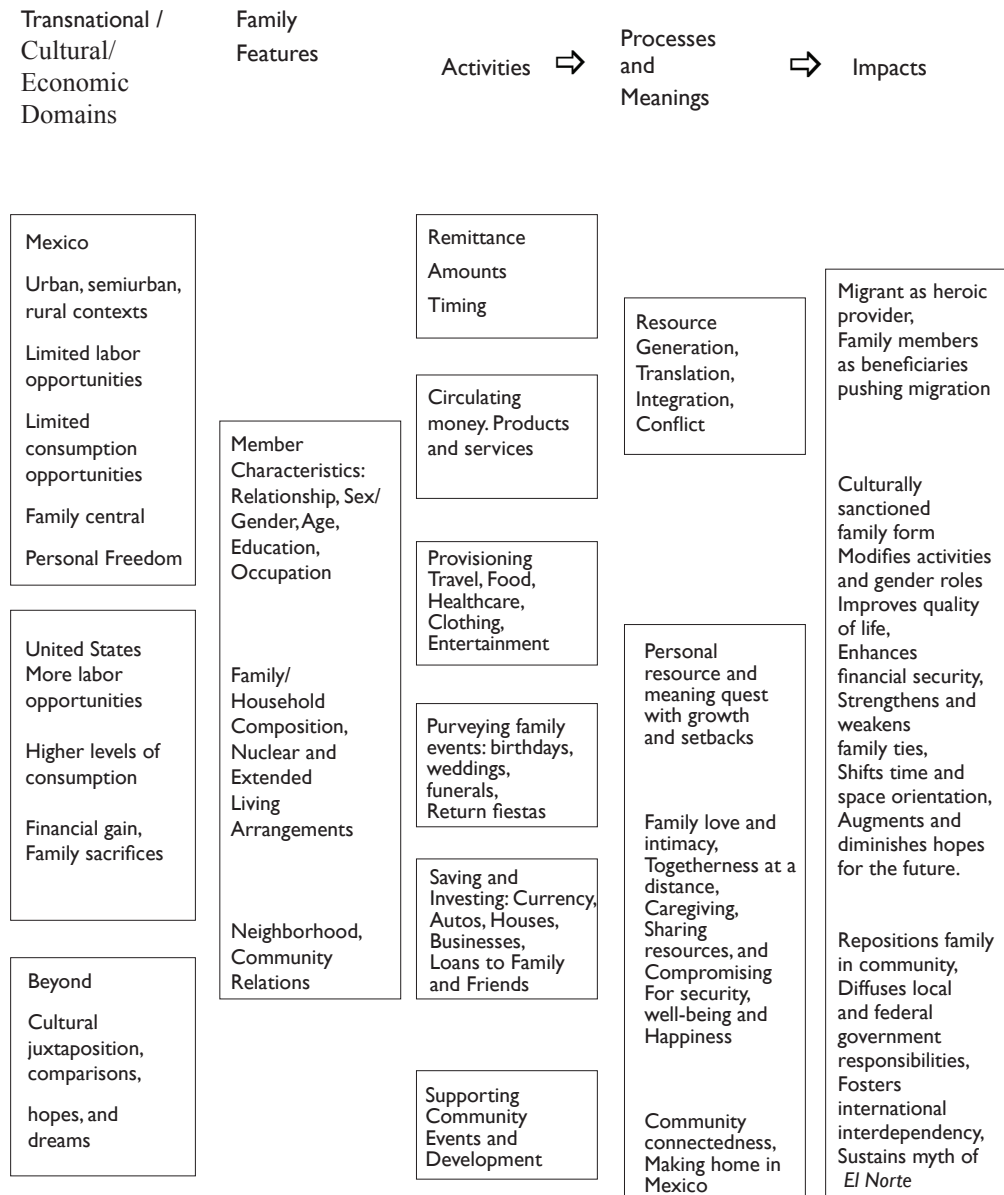 Transnational /
Cultural/
Economic
Domains
Family
Features
Activities ⇨
Processes
and
Meanings
⇨ Impacts
Mexico
Urban, semiurban,
rural contexts
Limited labor
opportunities
Limited
consumption
opportunities
Family central
Personal Freedom
United States
More labor
opportunities
Higher levels of
consumption
Financial gain,
Family sacrifices
Beyond
Cultural
juxtaposition,
comparisons,
hopes, and
dreams
Member
Characteristics:
Relationship, Sex/
Gender, Age,
Education,
Occupation
Family/
Household
Composition,
Nuclear and
Extended
Living
Arrangements
Neighborhood,
Community
Relations
Remittance
Amounts
Timing
Circulating
money. Products
and services
Provisioning
Travel, Food,
Healthcare,
Clothing,
Entertainment
Purveying family
events: birthdays,
weddings,
funerals,
Return fiestas
Saving and
Investing: Currency,
Autos, Houses,
Businesses,
Loans to Family
and Friends
Supporting
Community
Events and
Development
Resource
Generation,
Translation,
Integration,
Conflict
Personal
resource and
meaning quest
with growth
and setbacks
Family love and
intimacy,
Togetherness at a
distance,
Caregiving,
Sharing
resources, and
Compromising
For security,
well-being and
Happiness
Community
connectedness,
Making home in
Mexico
Migrant as heroic
provider,
Family members
as beneficiaries
pushing migration
Culturally
sanctioned
family form
Modifies activities
and gender roles
Improves quality
of life,
Enhances
financial security,
Strengthens and
weakens
family ties,
Shifts time and
space orientation,
Augments and
diminishes hopes
for the future.
Repositions family
in community,
Diffuses local
and federal
government
responsibilities,
Fosters
international
interdependency,
Sustains myth of
El Norte